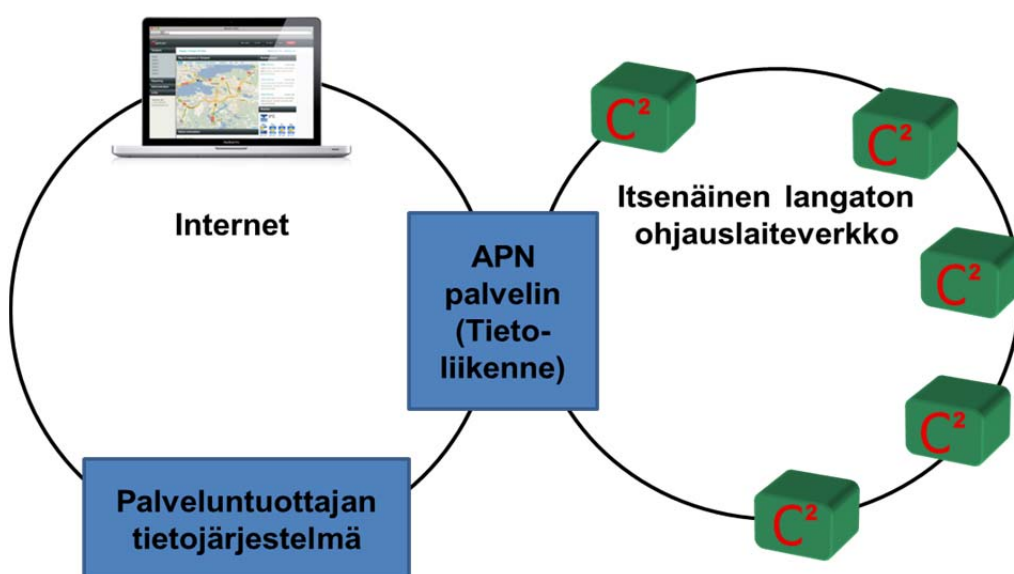 Internet
APN
palvelin
(Tieto-
liikenne)
Palveluntuottajan
tietojärjestelmä
Itsenäinen langaton
ohjauslaiteverkko
C²
C²
C²
C²
C²